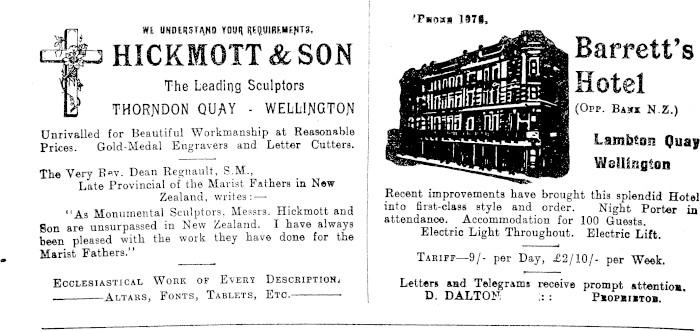 WE UNDERSTAND YOUR REQUIREMENTS.
HICKMOTT & SON
The Leading Sculptors
THORNDON QUAY - WELLINGTON
Unrivalled for Beautiful Workmanship at Reasonable
Prices. Gold-Medal Engravers and Letter Cutters.
The Very Rev. Dean Regnault, S.M.,
Late Provincial of the Marist Fathers in New
Zealand, writes:—
"As Monumental Sculptors, Messrs. Hickmott and
Son are unsurpassed in New Zealand. I have always
been pleased with the work they have done for the
Marist Fathers."
Ecclesiastical Work of Every Description,
Altars, Fonts, Tablets, Etc.
'Phone 1976.
Barrett's
Hotel
(Opp. Bank N.Z.)
Lambton Quay
Wellington
Recent improvements have brought this splendid Hotel
into first-class style and order. Night Porter in
attendance. Accommodation for 100 Guests.
Electric Light Throughout. Electric Lift.
Tariff—9/- per Day, £2/10/- per Week.
Letters and Telegrams receive prompt attention.
D. DALTON :: Proprietor.